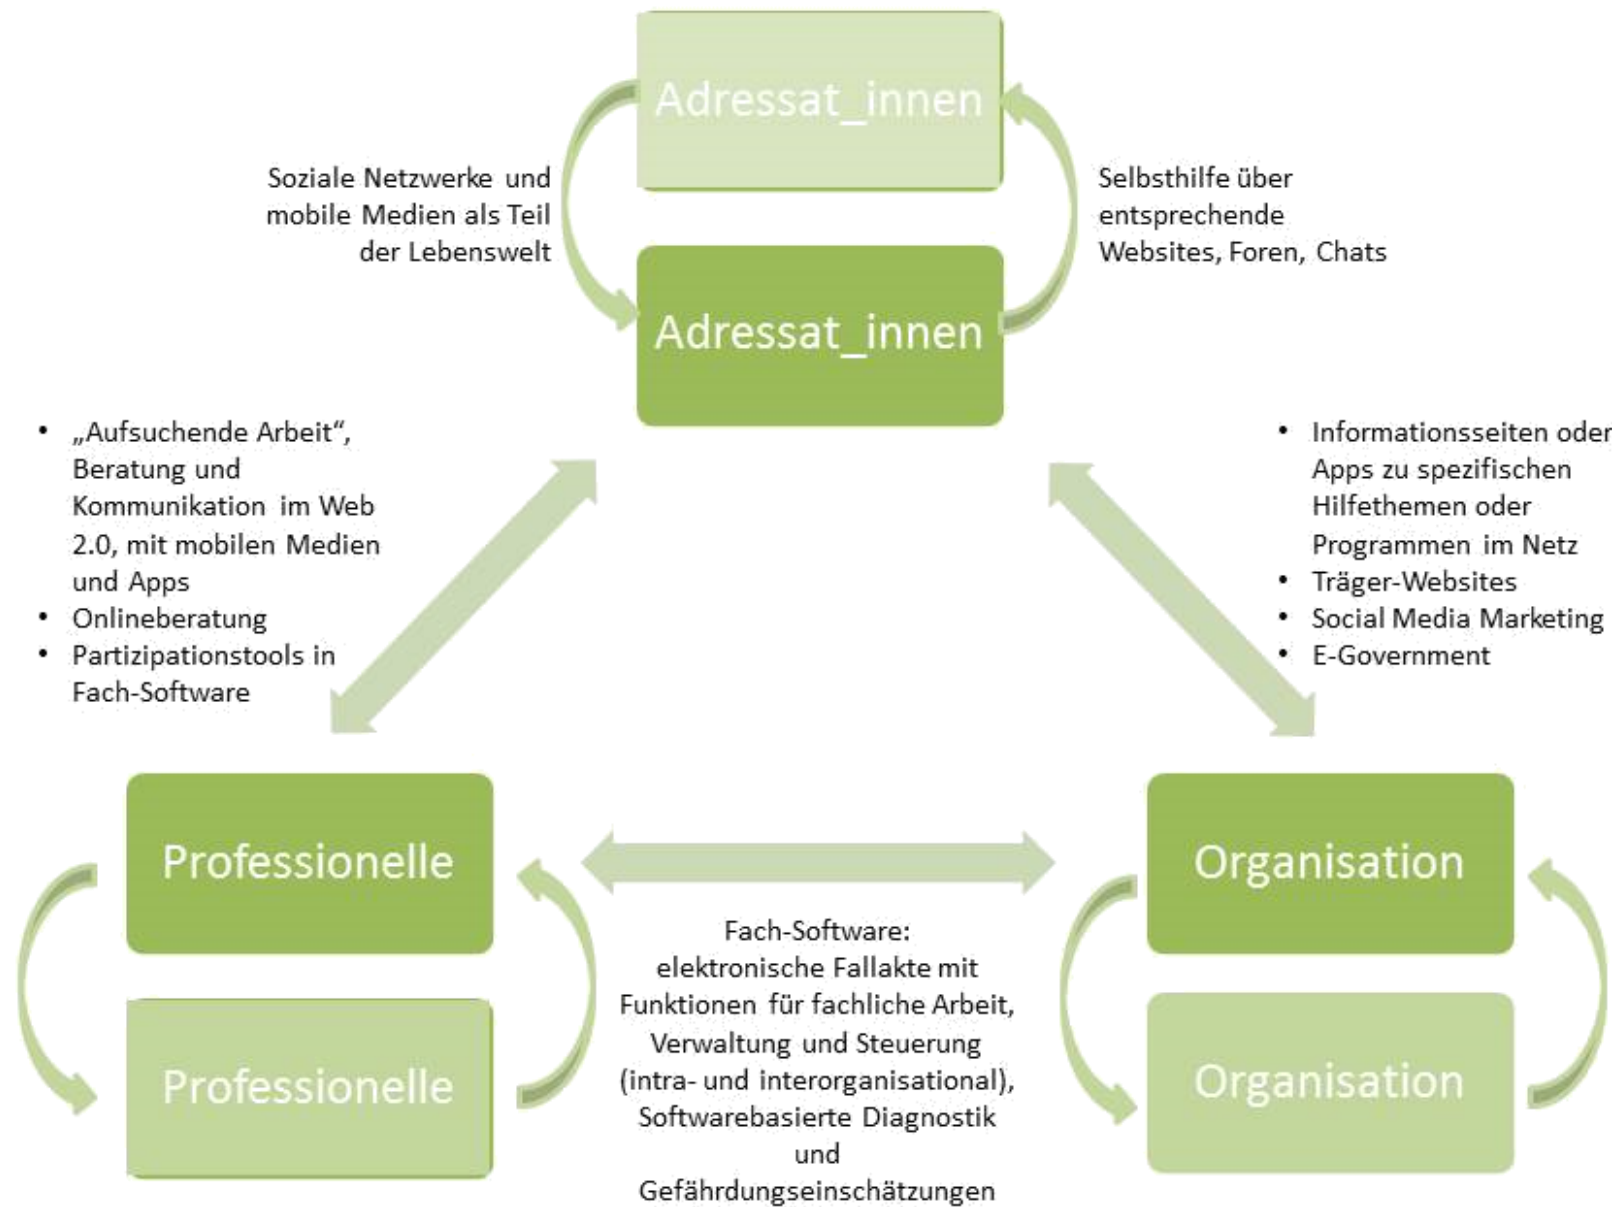 Adressat_innen
Soziale Netzwerke und
mobile Medien als Teil
der Lebenswelt
Selbsthilfe über
entsprechende
Websites, Foren, Chats
Adressat_innen
• „Aufsuchende Arbeit“,
Beratung und
Kommunikation im Web
2.0, mit mobilen Medien
und Apps
• Onlineberatung
• Partizipationstools in
Fach-Software
• Informationsseiten oder
Apps zu spezifischen
Hilfethemen oder
Programmen im Netz
• Träger-Websites
• Social Media Marketing
• E-Government
Professionelle
Organisation
Fach-Software:
elektronische Fallakte mit
Funktionen für fachliche Arbeit,
Verwaltung und Steuerung
(intra- und interorganisational),
Softwarebasierte Diagnostik
und
Gefährdungseinschätzungen
Professionelle
Organisation